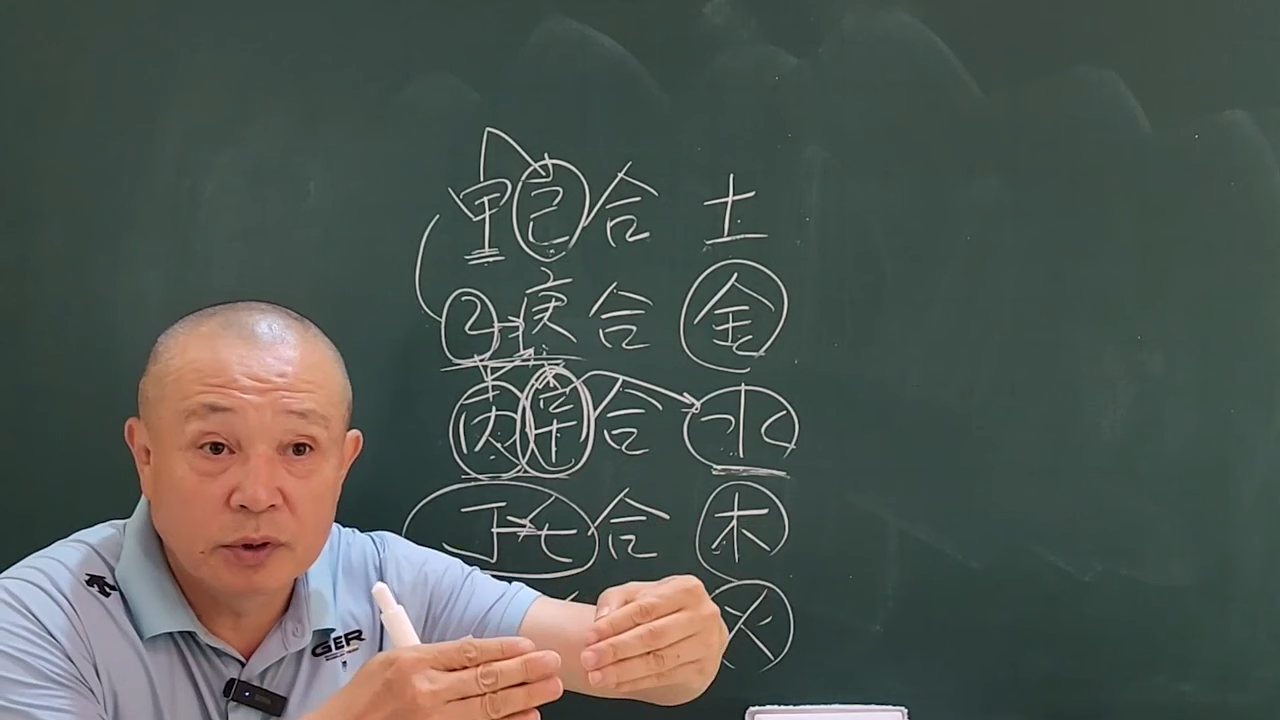 甲己合 土
乙庚合 金
丙辛合 水
丁壬合 木
火
GER